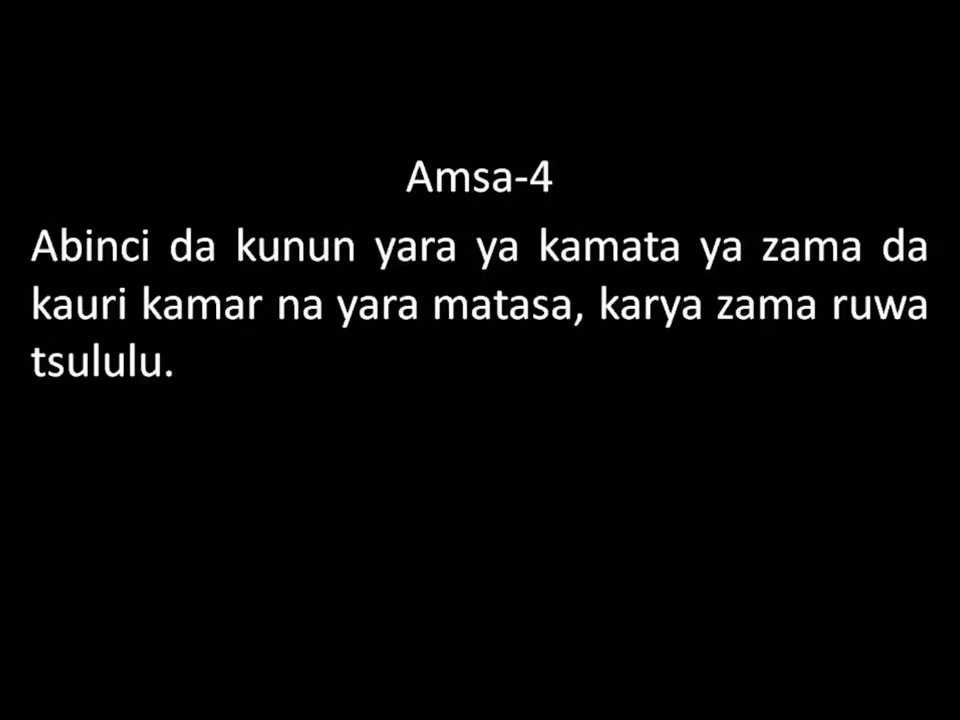 Amsa-4
Abinci da kunun yara ya kamata ya zama da
kauri kamar na yara matasa, karya zama ruwa
tsululu.